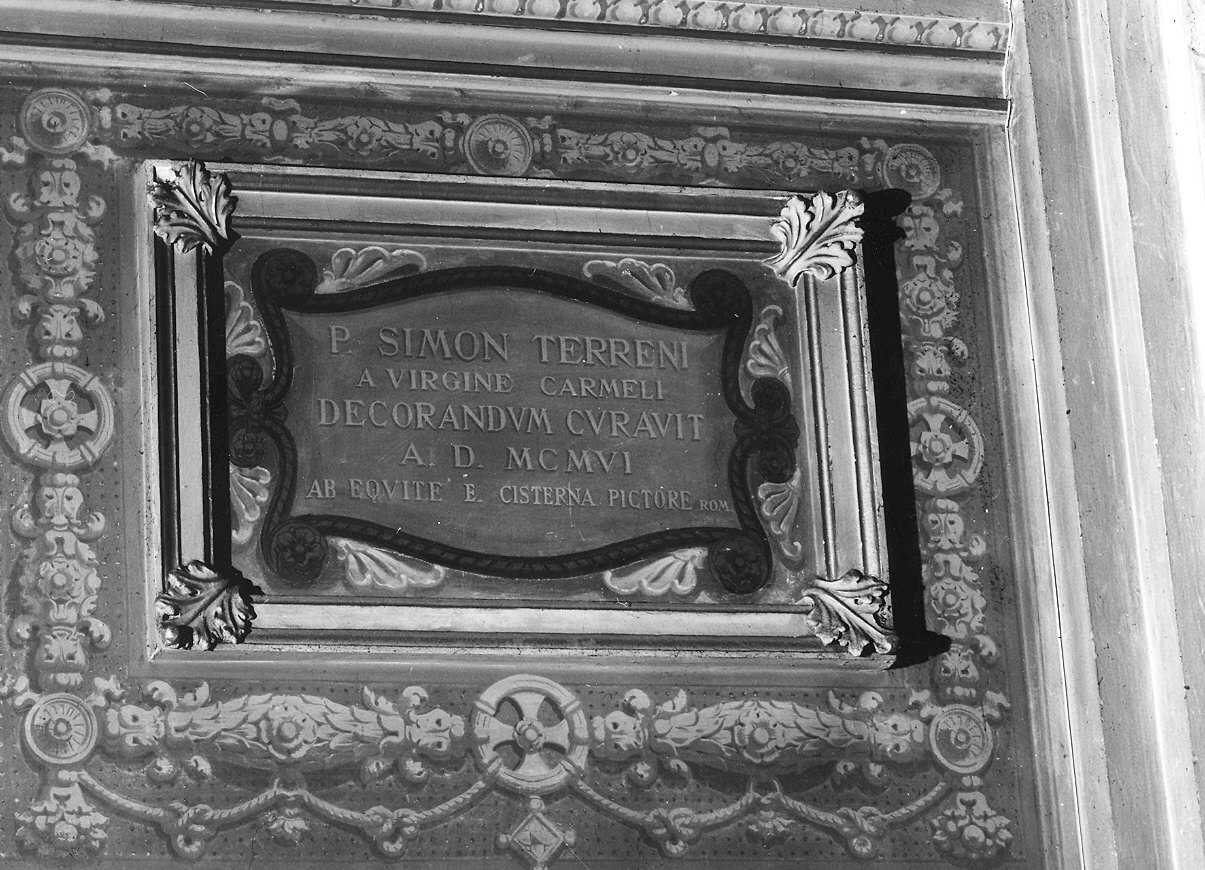 P. SIMON TERRENI
A VIRGINE CARMELI
DECORANDVM CVRAVIT
A. D. MCMVI
AB EQVITE E. CISTERNA PICTORE ROM